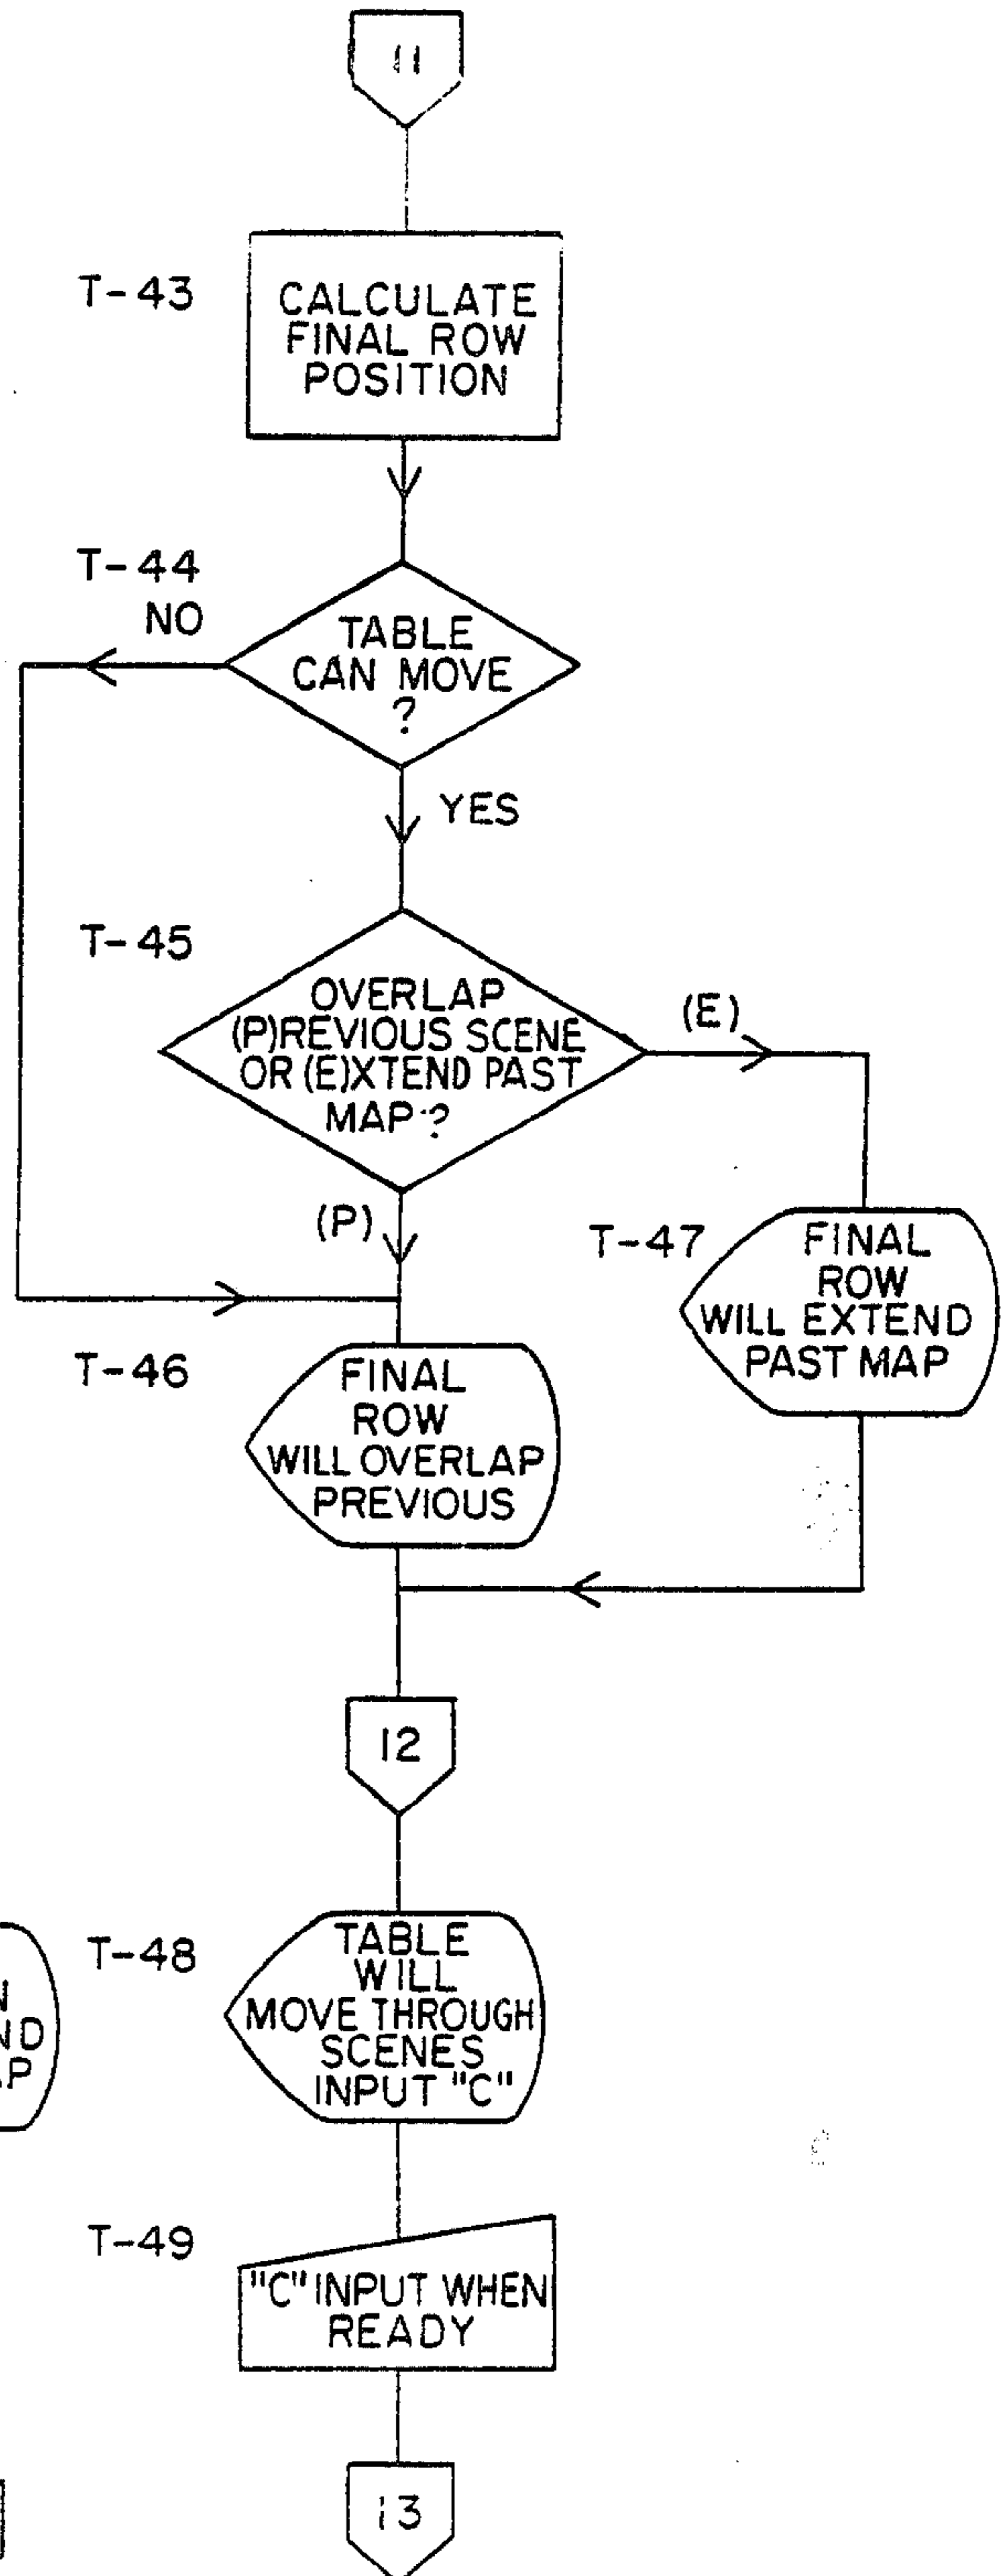 11
T-43
CALCULATE
FINAL ROW
POSITION
T-44
NO
TABLE
CAN MOVE
?
YES
T-45
OVERLAP
(P)REVIOUS SCENE
OR (E)XTEND PAST
MAP ?
(E)
(P)
T-47
FINAL
ROW
WILL EXTEND
PAST MAP
T-46
FINAL
ROW
WILL OVERLAP
PREVIOUS
12
T-48
TABLE
WILL
MOVE THROUGH
SCENES
INPUT "C"
T-49
"C" INPUT WHEN
READY
13